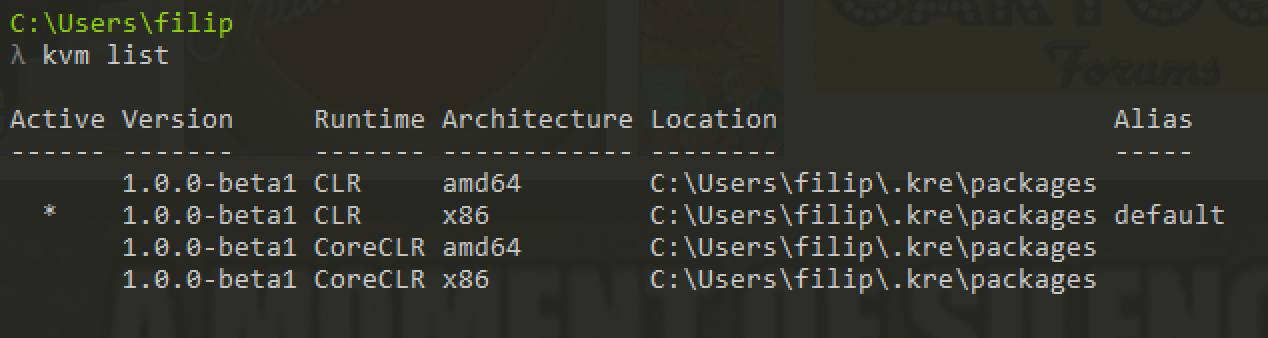 C:\Users\filip
λ kvm list
Active Version     Runtime Architecture Location                     Alias
------ -------     ------- ------------ --------                     -----
       1.0.0-beta1 CLR     amd64        C:\Users\filip\.kre\packages
  *    1.0.0-beta1 CLR     x86          C:\Users\filip\.kre\packages default
       1.0.0-beta1 CoreCLR amd64        C:\Users\filip\.kre\packages
       1.0.0-beta1 CoreCLR x86          C:\Users\filip\.kre\packages
Forums